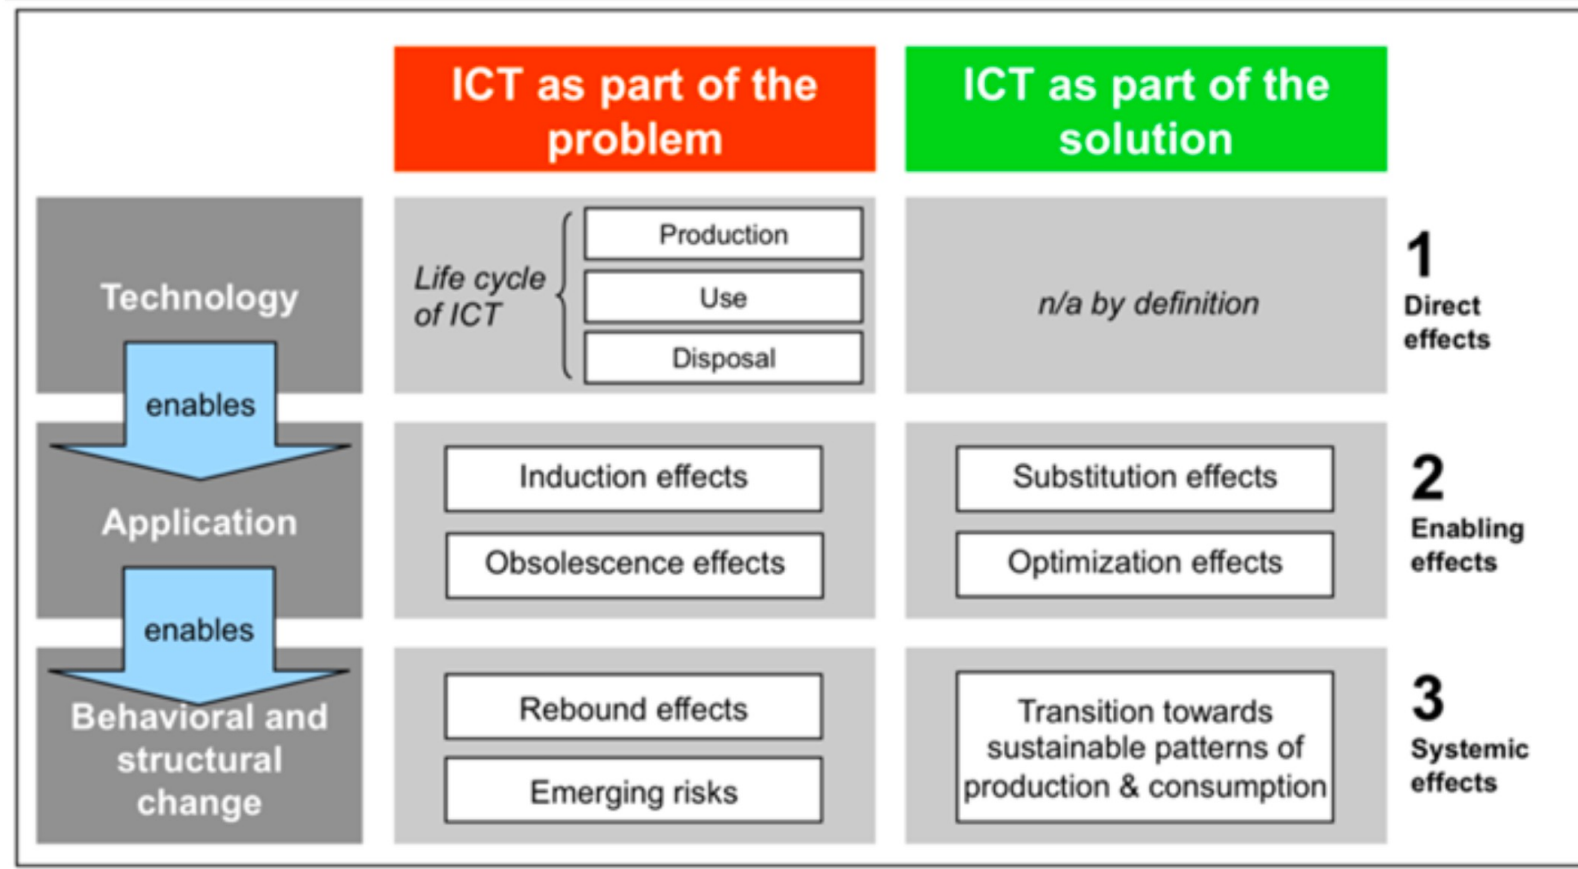 ICT as part of the
problem
ICT as part of the
solution
Technology
Life cycle
of ICT
Production
Use
Disposal
n/a by definition
1
Direct
effects
enables
Application
Induction effects
Obsolescence effects
Substitution effects
Optimization effects
2
Enabling
effects
enables
Behavioral and
structural
change
Rebound effects
Emerging risks
Transition towards
sustainable patterns of
production & consumption
3
Systemic
effects